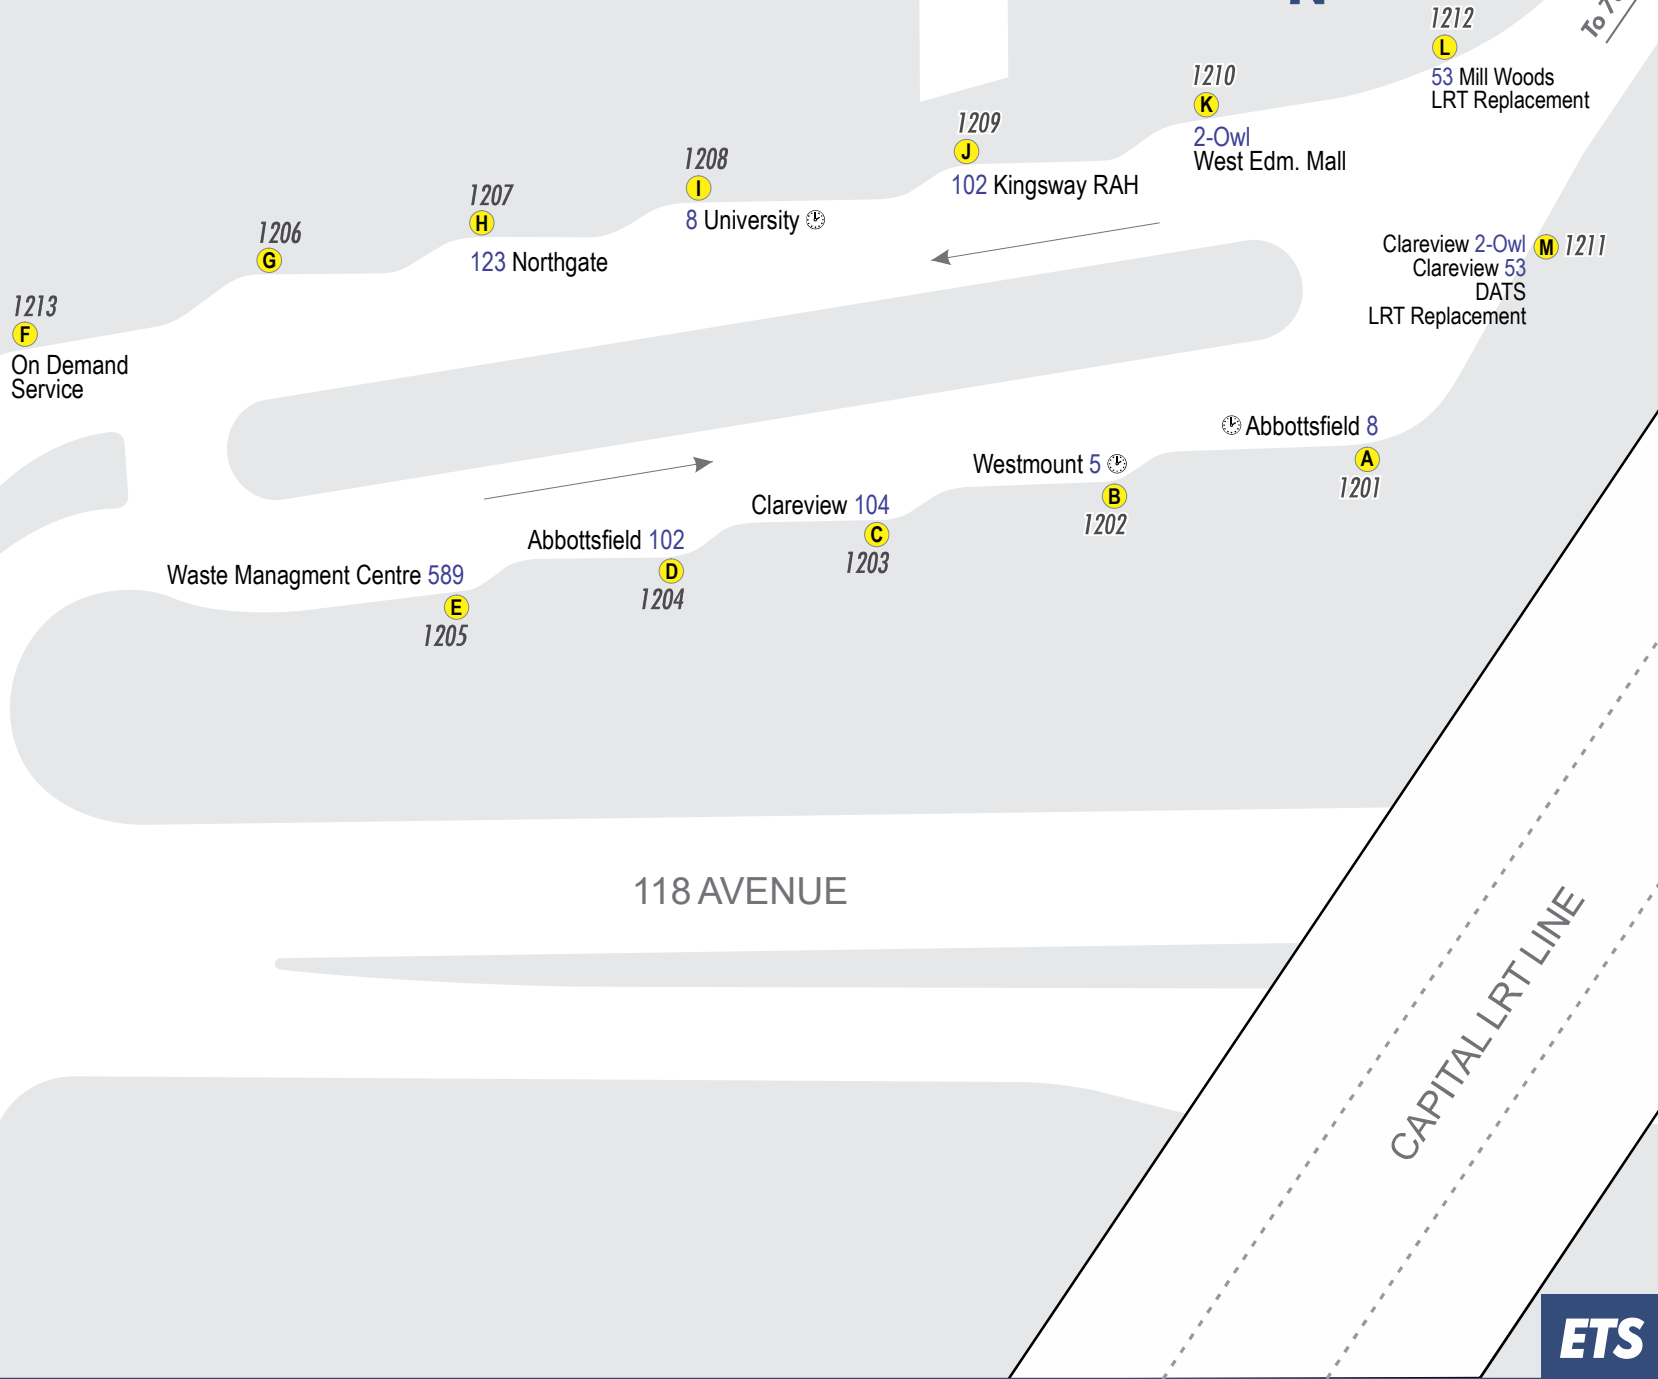 1212
L
53 Mill Woods
LRT Replacement
1210
K
2-Owl
West Edm. Mall
1209
J
102 Kingsway RAH
1208
I
8 University
1207
H
123 Northgate
1206
G
1213
F
On Demand
Service
Clareview 2-Owl
Clareview 53
DATS
LRT Replacement
M 1211
Abbottsfield 8
A
1201
Westmount 5
B
1202
Clareview 104
C
1203
Abbottsfield 102
D
1204
Waste Managment Centre 589
E
1205
118 AVENUE
CAPITAL LRT LINE
To
ETS